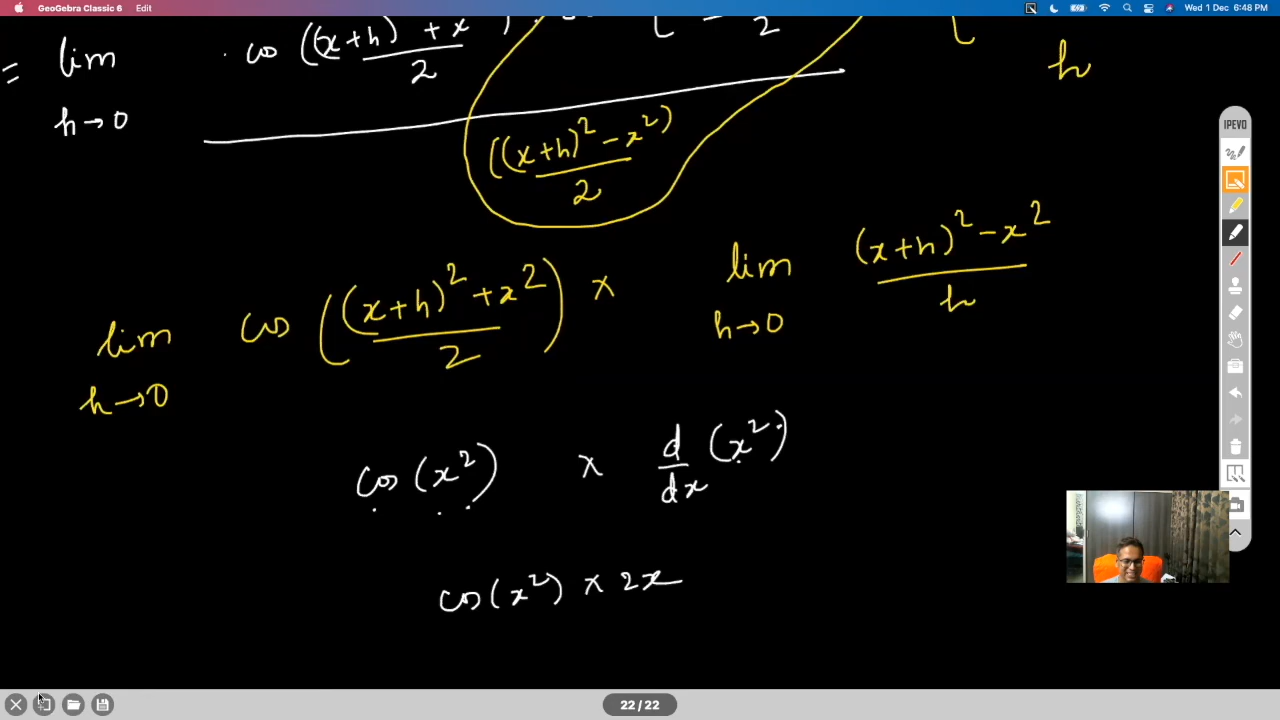 GeoGebra Classic 6 Edit Wed 1 Dec 6:48 PM
= lim h→0 · cos ((x+h) + x / 2)
2
h
((x+h)² − x²) / 2
IPEVO
lim h→0 cos ((x+h)² + x² / 2) × lim h→0 (x+h)² − x² / h
cos (x²) × d/dx (x²)
cos(x²) × 2x
22 / 22